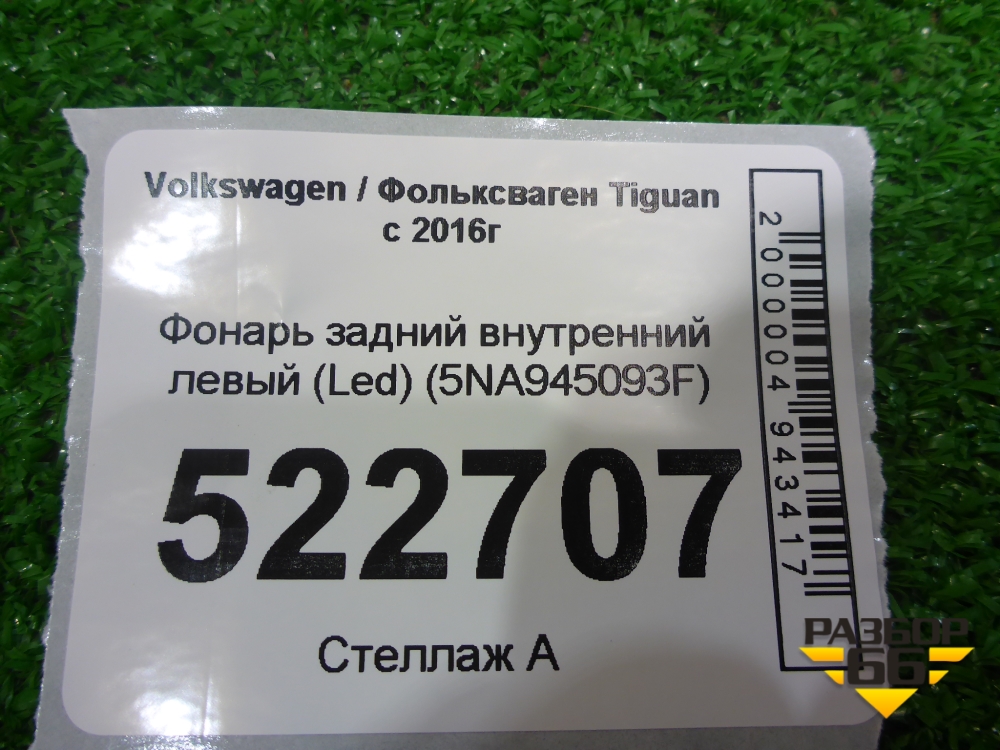 Volkswagen / Фольксваген Tiguan
с 2016г
Фонарь задний внутренний
левый (Led) (5NA945093F)
522707
Стеллаж А
2000004943417
РАЗБОР
66